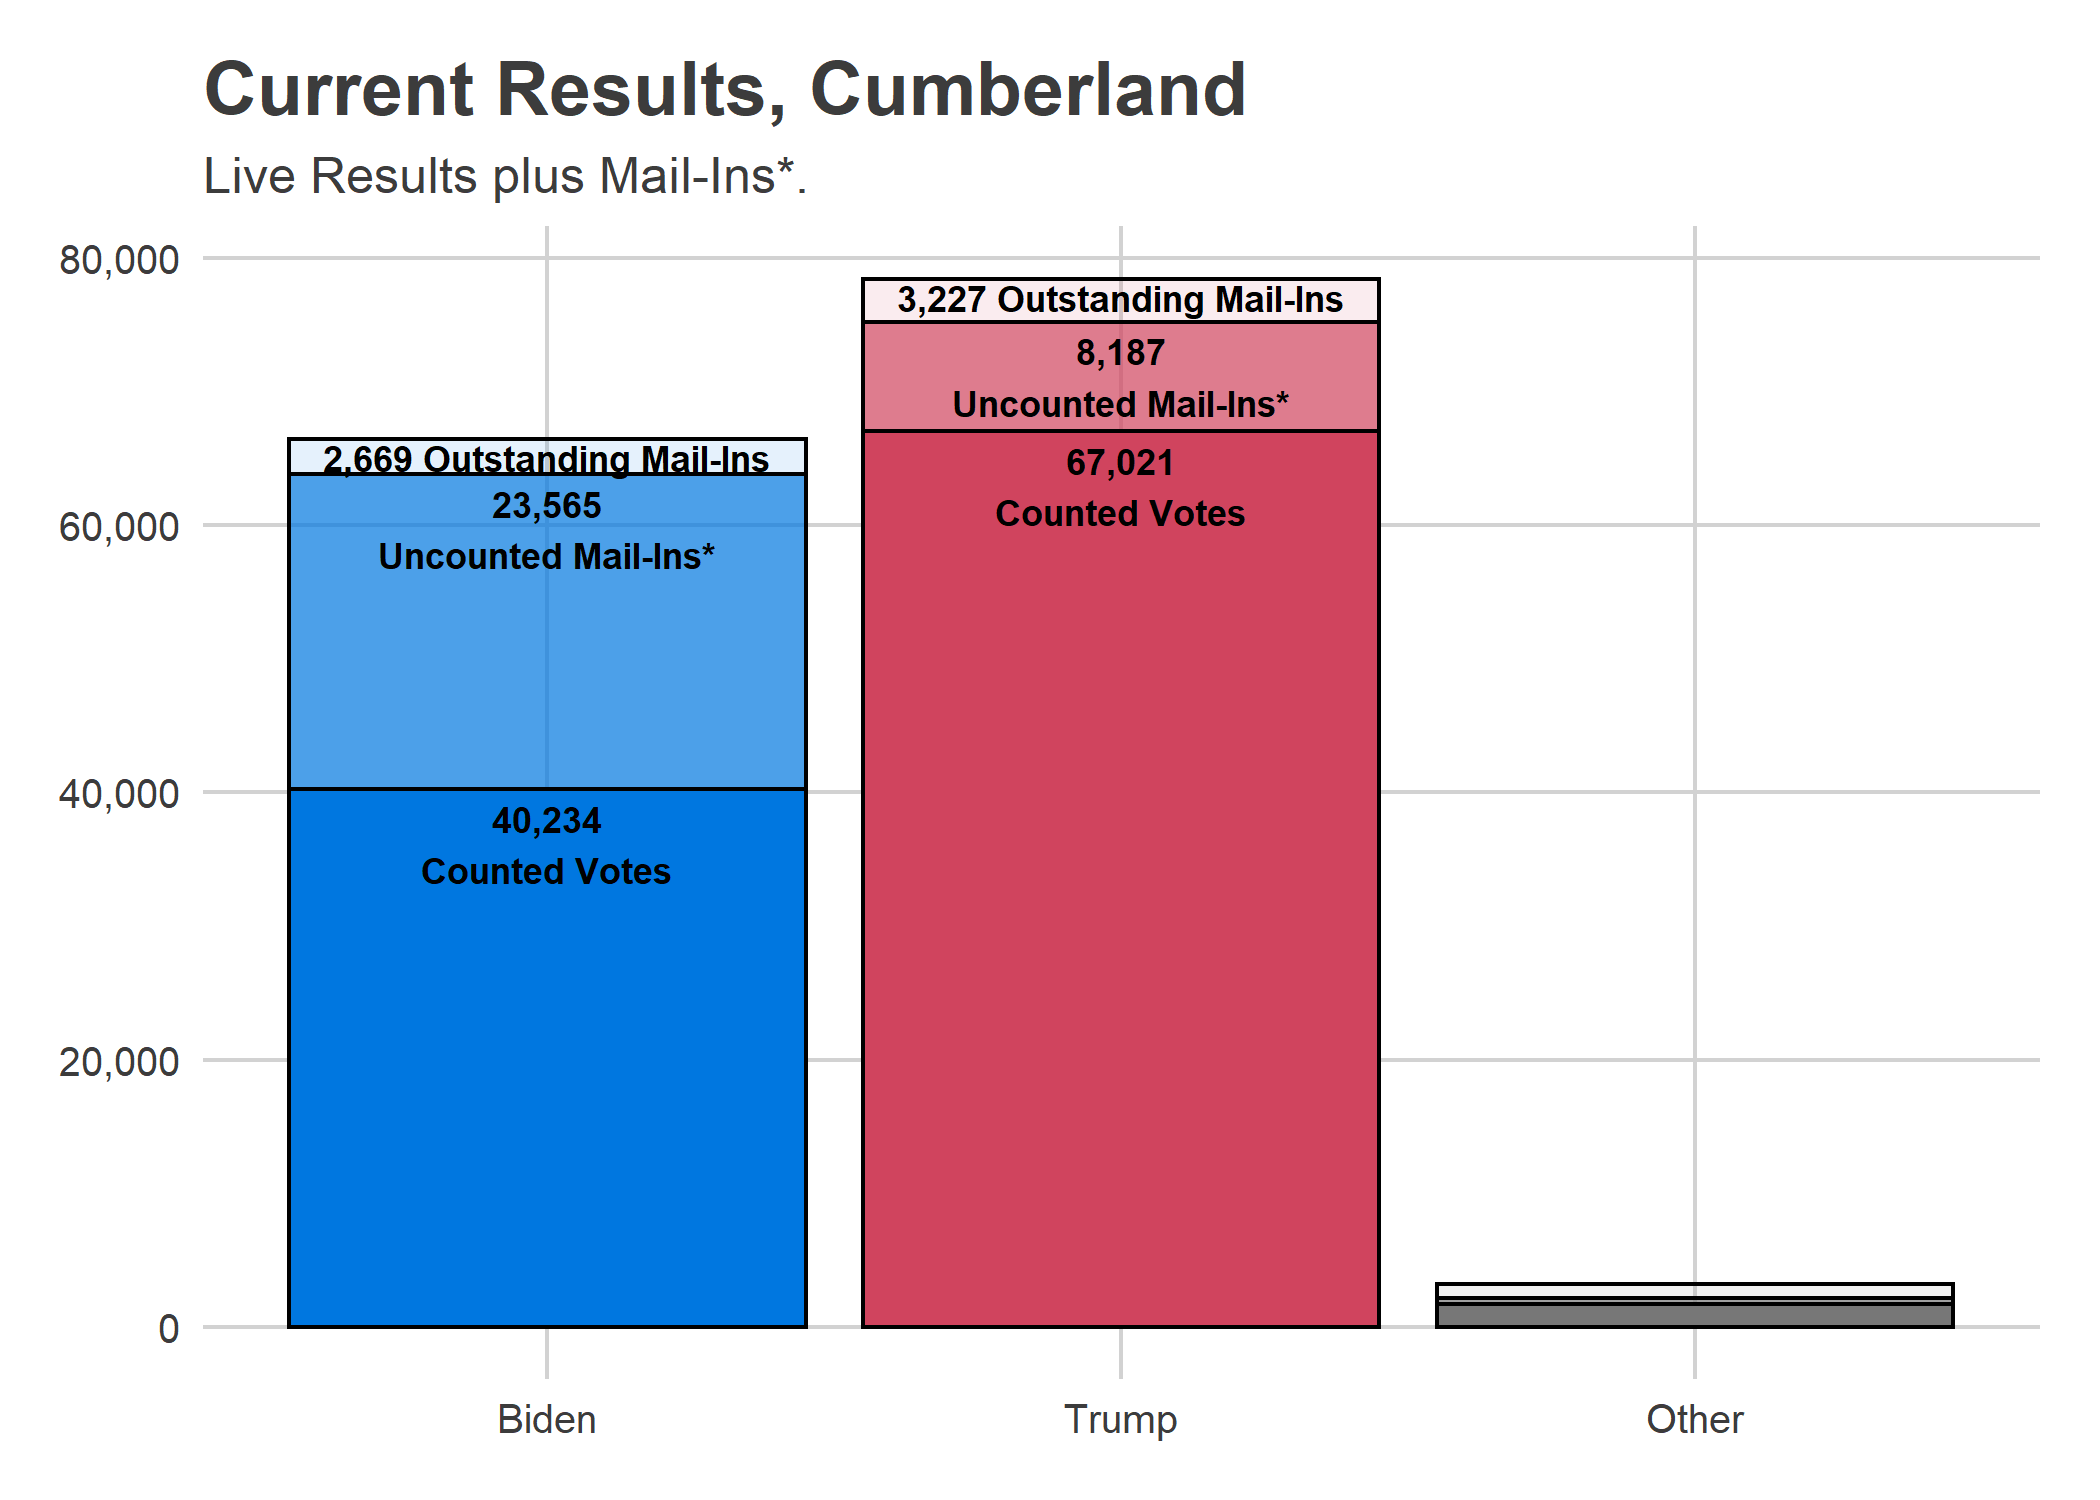 Current Results, Cumberland
Live Results plus Mail-Ins*.
80,000
60,000
40,000
20,000
0
2,669 Outstanding Mail-Ins
23,565
Uncounted Mail-Ins*
40,234
Counted Votes
3,227 Outstanding Mail-Ins
8,187
Uncounted Mail-Ins*
67,021
Counted Votes
Biden
Trump
Other